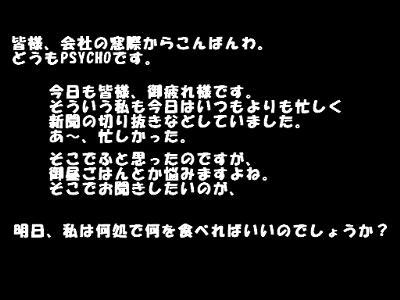 皆様、会社の窓際からこんばんわ。
どうもPSYCHOです。
今日も皆様、御疲れ様です。
そういう私も今日はいつもよりも忙しく
新聞の切り抜きなどしていました。
あ～、忙しかった。
そこでふと思ったのですが、
御昼ごはんとか悩みますよね。
そこでお聞きしたいのが、
明日、私は何処で何を食べればいいのでしょうか？